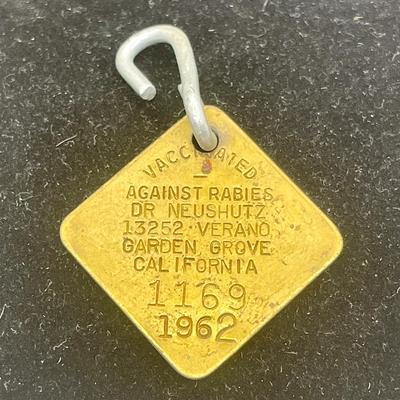 VACCINATED
AGAINST RABIES
DR NEUSHUTZ
13252 VERANO
GARDEN GROVE
CALIFORNIA
1169
1962